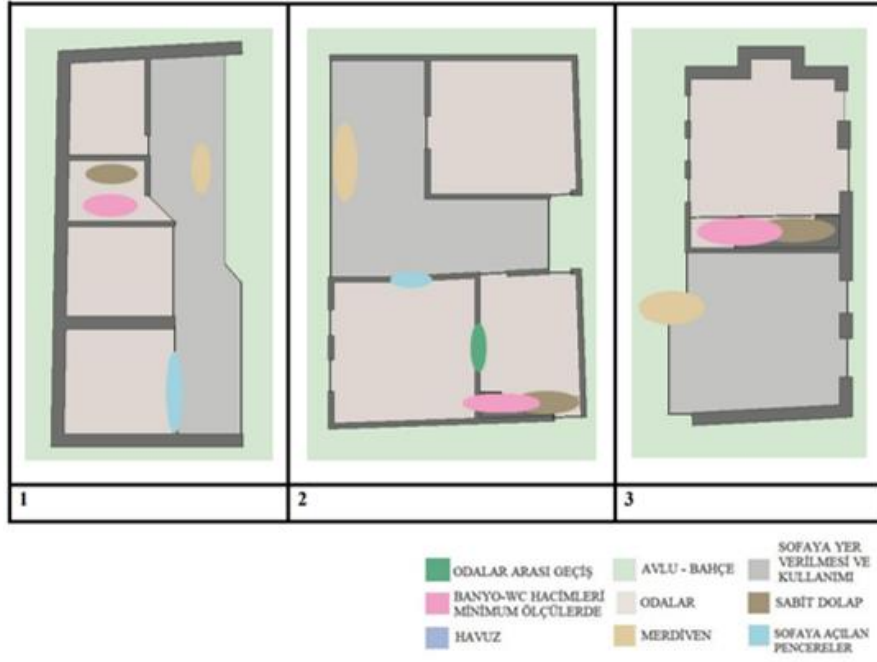 1
2
3
ODALAR ARASI GEÇİŞ
BANYO-WC HACİMLERİ
MİNİMUM ÖLÇÜLERDE
HAVUZ
AVLU - BAHÇE
ODALAR
MERDİVEN
SOFAYA YER
VERİLMESİ VE
KULLANIMI
SABİT DOLAP
SOFAYA AÇILAN
PENCERELER